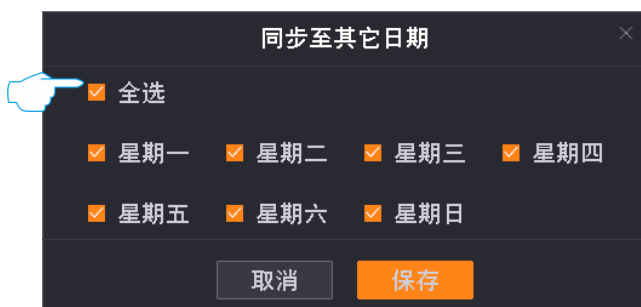 同步至其它日期
全选
星期一 星期二 星期三 星期四
星期五 星期六 星期日
取消 保存